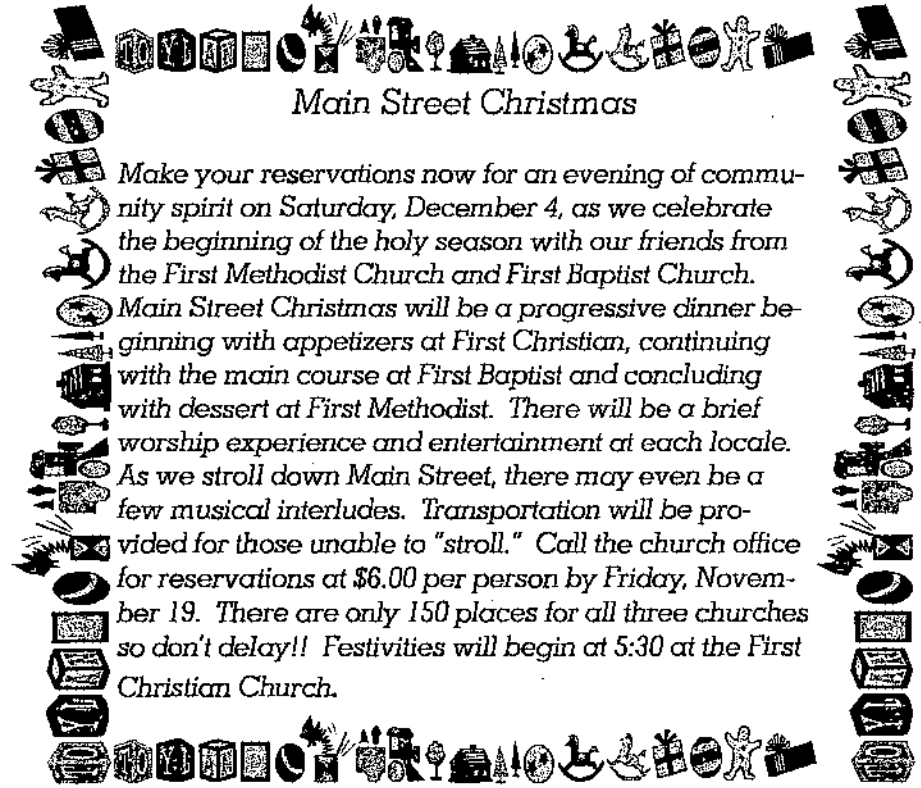 Main Street Christmas
Make your reservations now for an evening of commu-
nity spirit on Saturday, December 4, as we celebrate
the beginning of the holy season with our friends from
the First Methodist Church and First Baptist Church.
Main Street Christmas will be a progressive dinner be-
ginning with appetizers at First Christian, continuing
with the main course at First Baptist and concluding
with dessert at First Methodist. There will be a brief
worship experience and entertainment at each locale.
As we stroll down Main Street, there may even be a
few musical interludes. Transportation will be pro-
vided for those unable to "stroll." Call the church office
for reservations at $6.00 per person by Friday, Novem-
ber 19. There are only 150 places for all three churches
so don't delay!! Festivities will begin at 5:30 at the First
Christian Church.